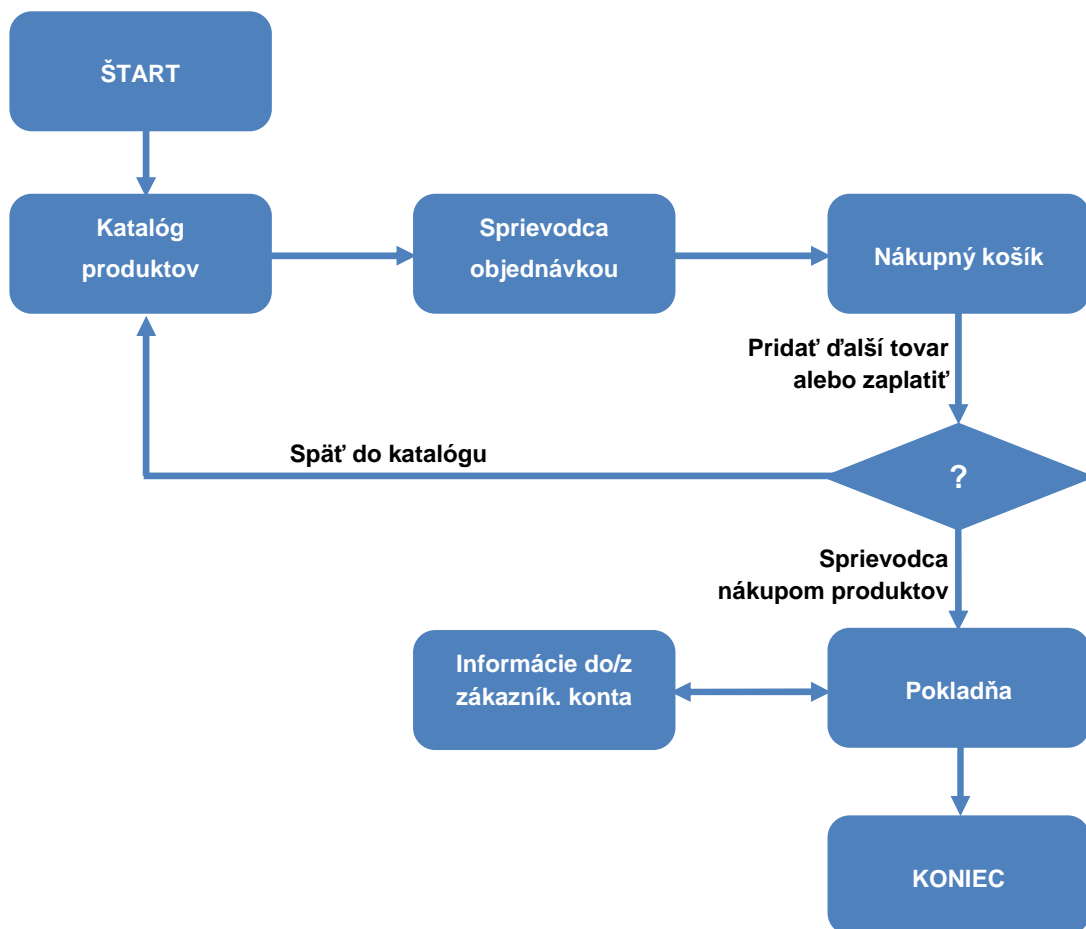 ŠTART
Katalóg
produktov
Sprievodca
objednávkou
Nákupný košík
Pridať ďalší tovar
alebo zaplatiť
Späť do katalógu
?
Sprievodca
nákupom produktov
Informácie do/z
zákazník. konta
Pokladňa
KONIEC